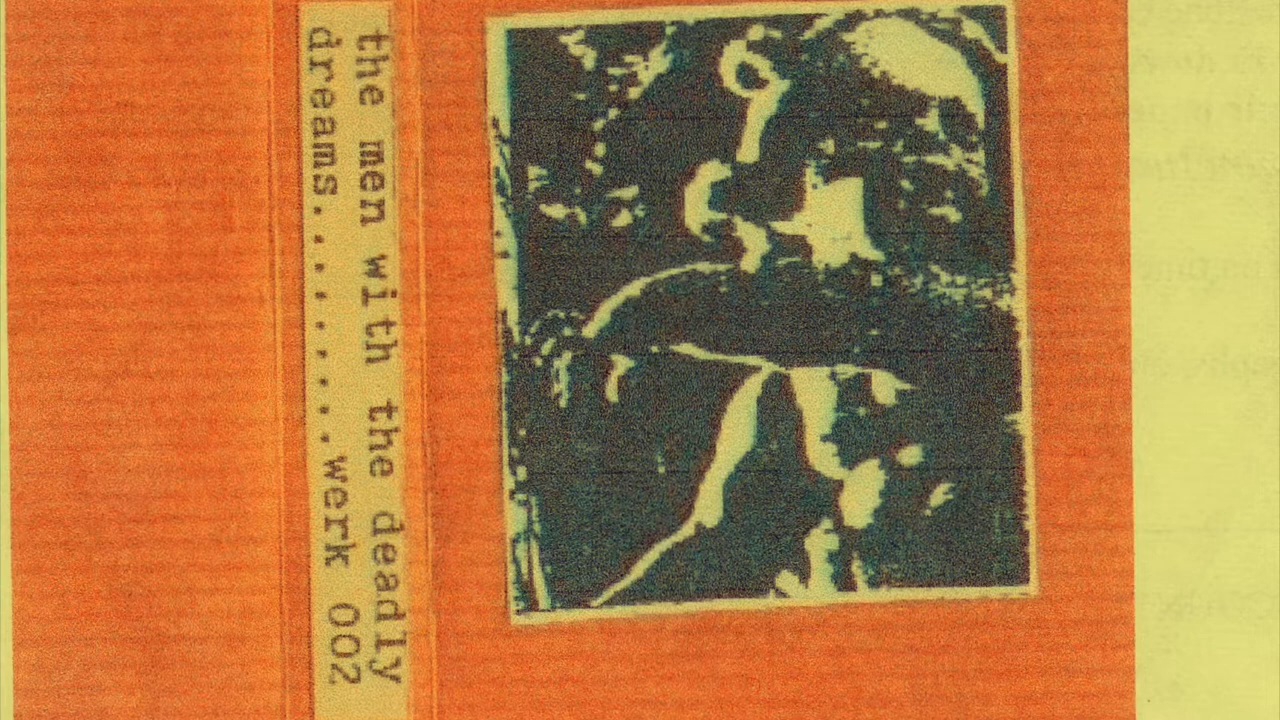 the men with the deadly
dreams.........werk 002